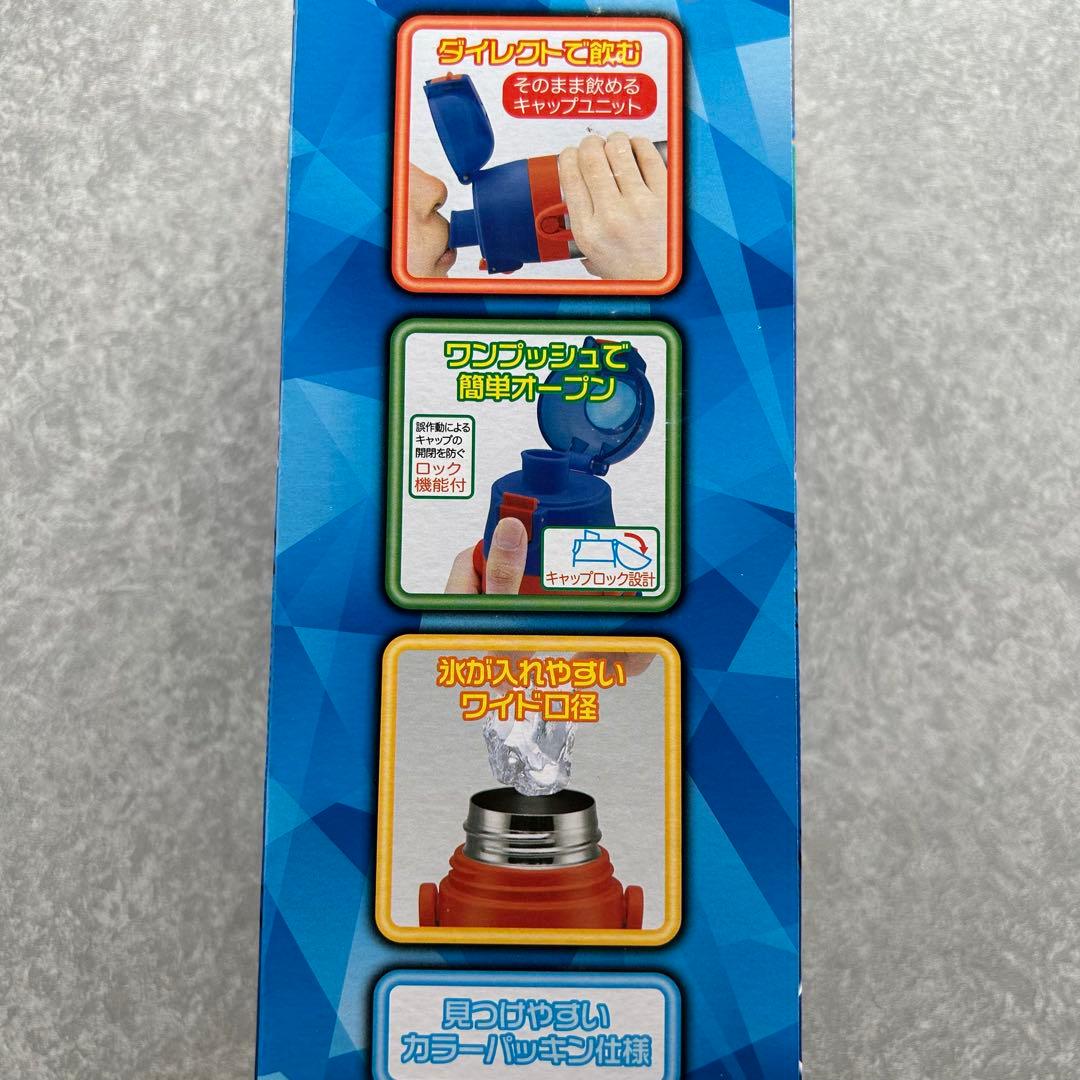 ダイレクトで飲む
そのまま飲める
キャップユニット
ワンプッシュで
簡単オープン
誤作動による
キャップの
開閉を防ぐ
ロック
機能付
キャップロック設計
氷が入れやすい
ワイド口径
見つけやすい
カラーパッキン仕様